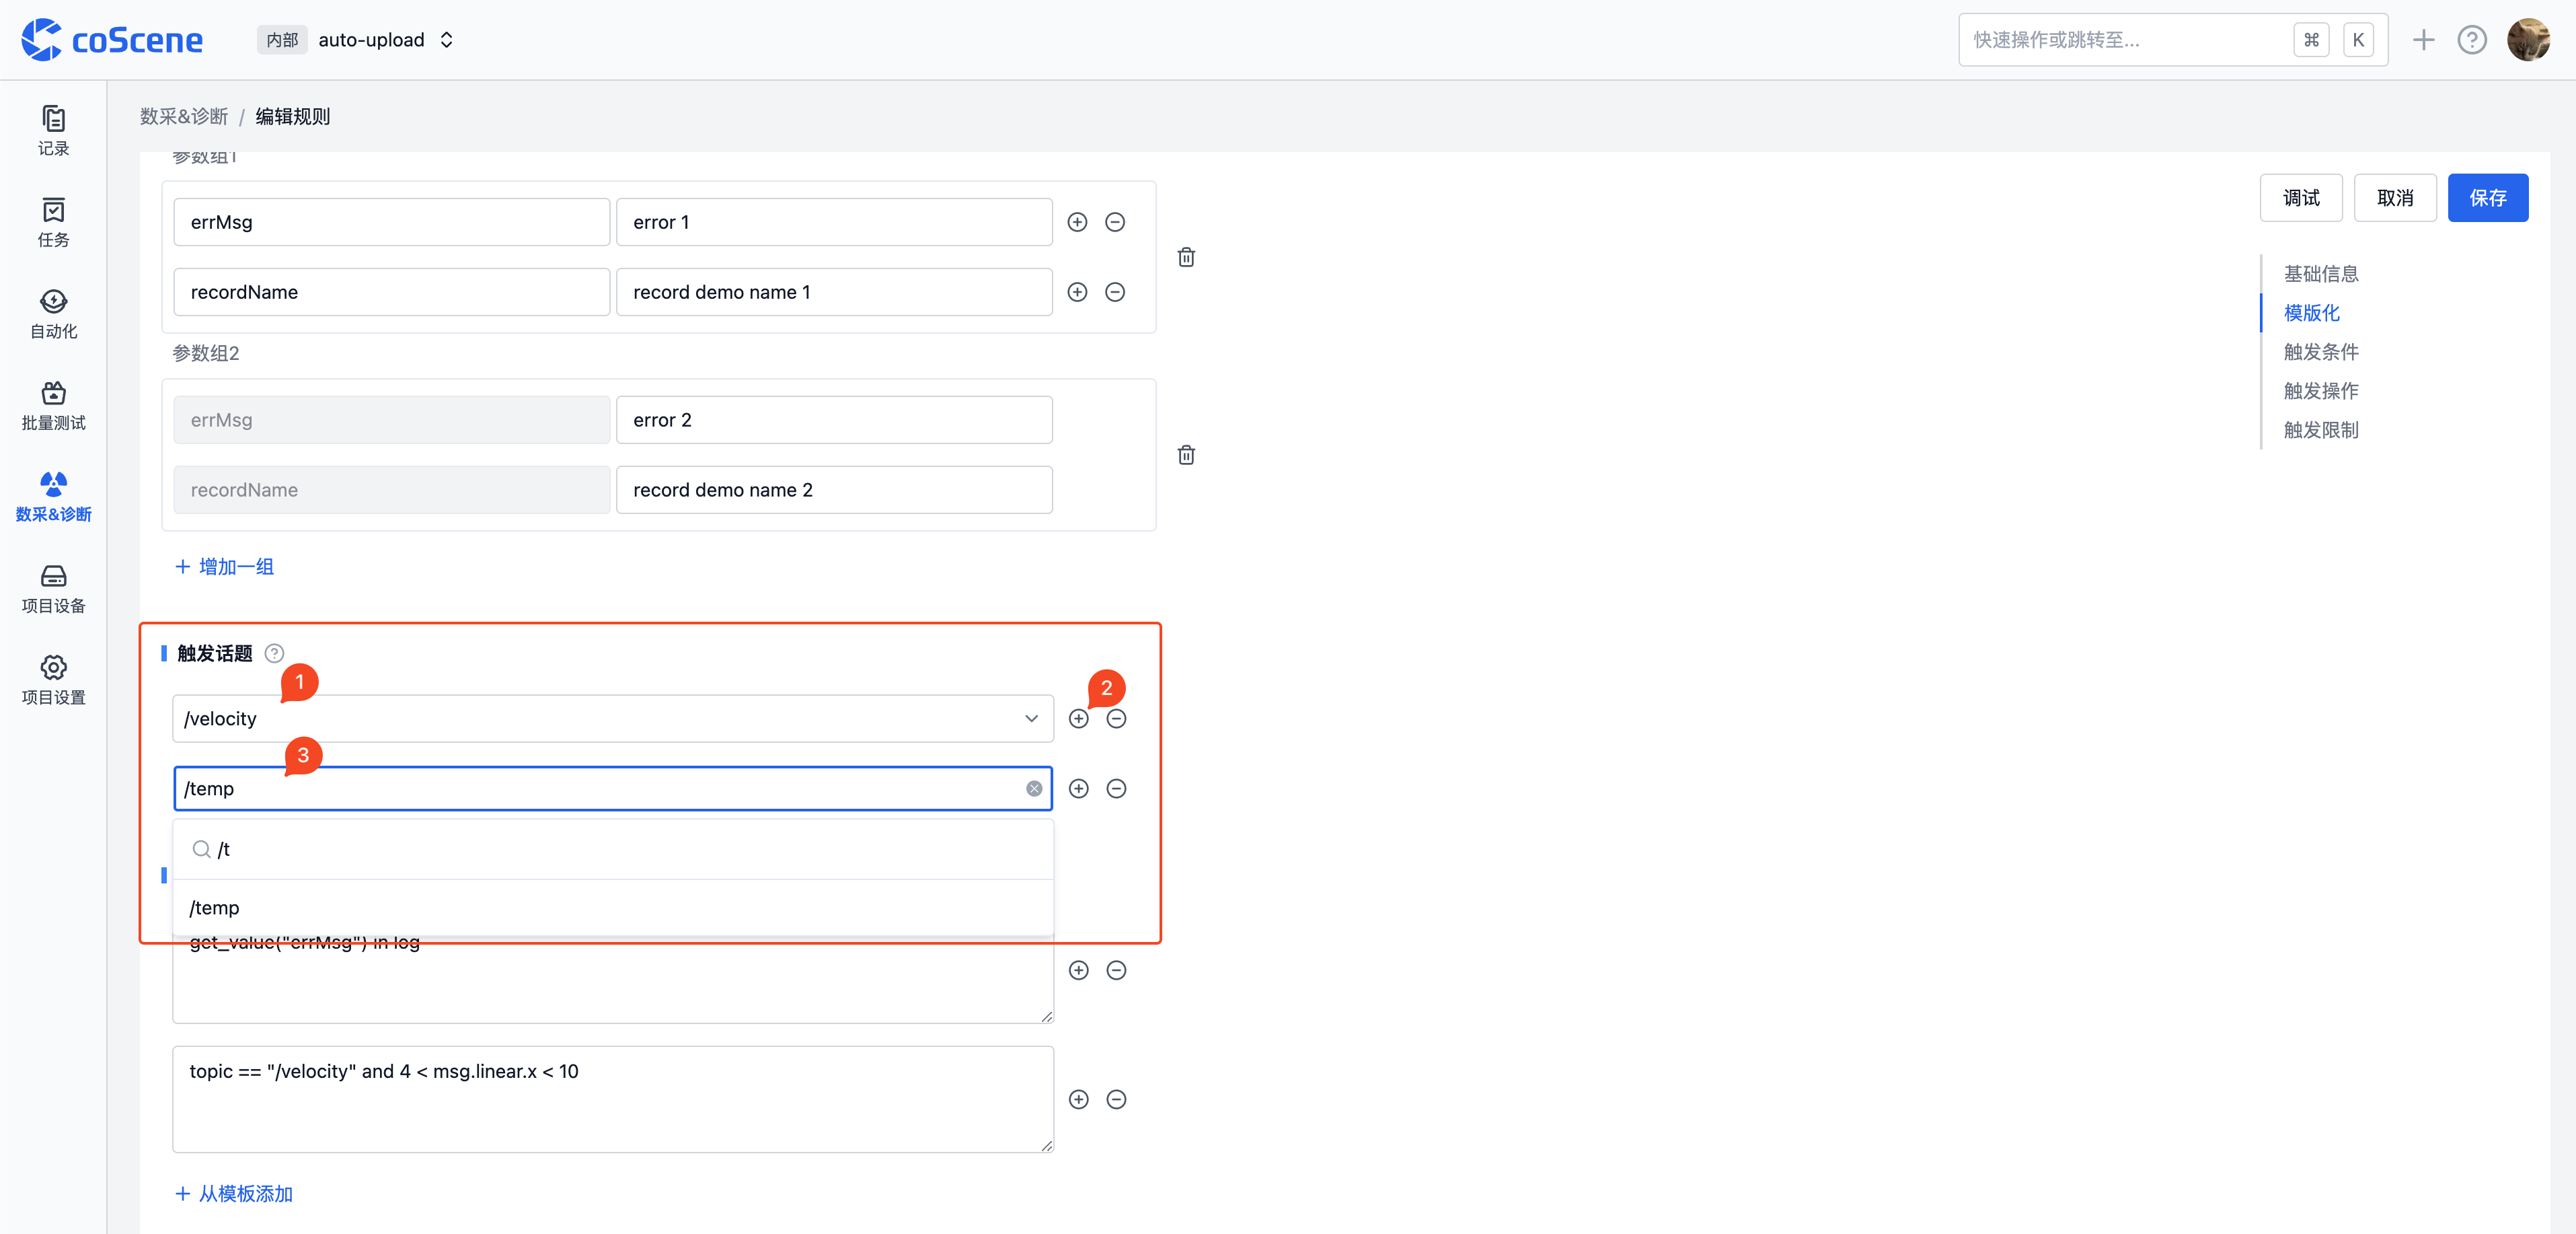 coScene
内部 auto-upload
快速操作或跳转至... ⌘ K
记录
任务
自动化
批量测试
数采&诊断
项目设备
项目设置
数采&诊断 / 编辑规则
参数组1
errMsg error 1
recordName record demo name 1
参数组2
errMsg error 2
recordName record demo name 2
+ 增加一组
触发话题 ?
1
2
/velocity
3
/temp
/t
/temp
get_value("errMsg") in log
topic == "/velocity" and 4 < msg.linear.x < 10
+ 从模板添加
调试 取消 保存
基础信息
模版化
触发条件
触发操作
触发限制